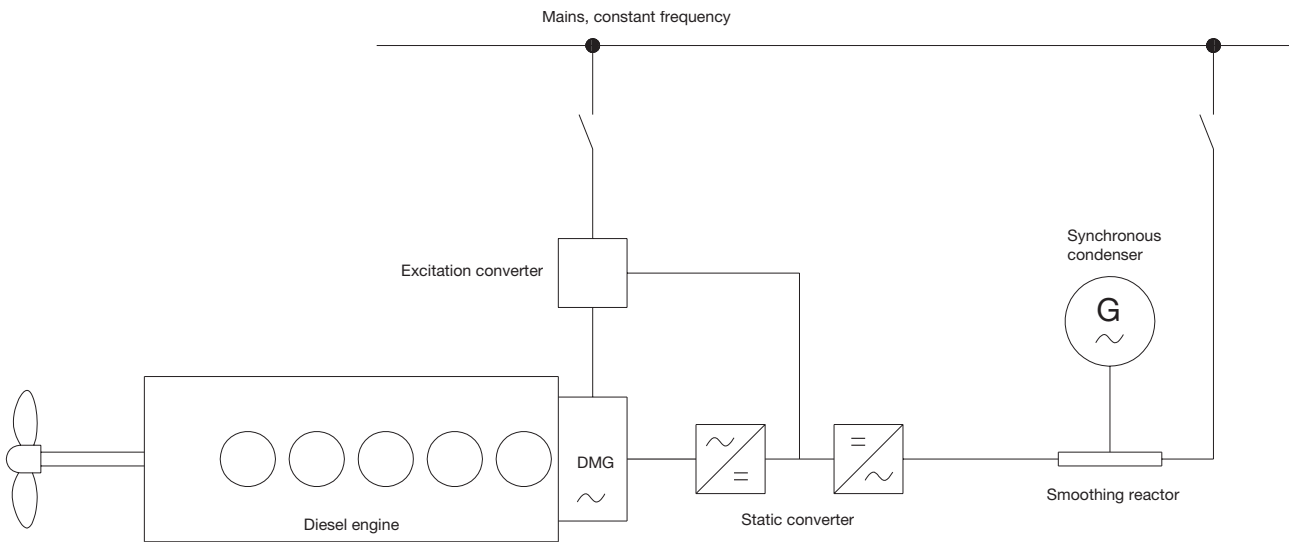 Mains, constant frequency
Synchronous
condenser
Excitation converter
G
DMG
Smoothing reactor
Static converter
Diesel engine